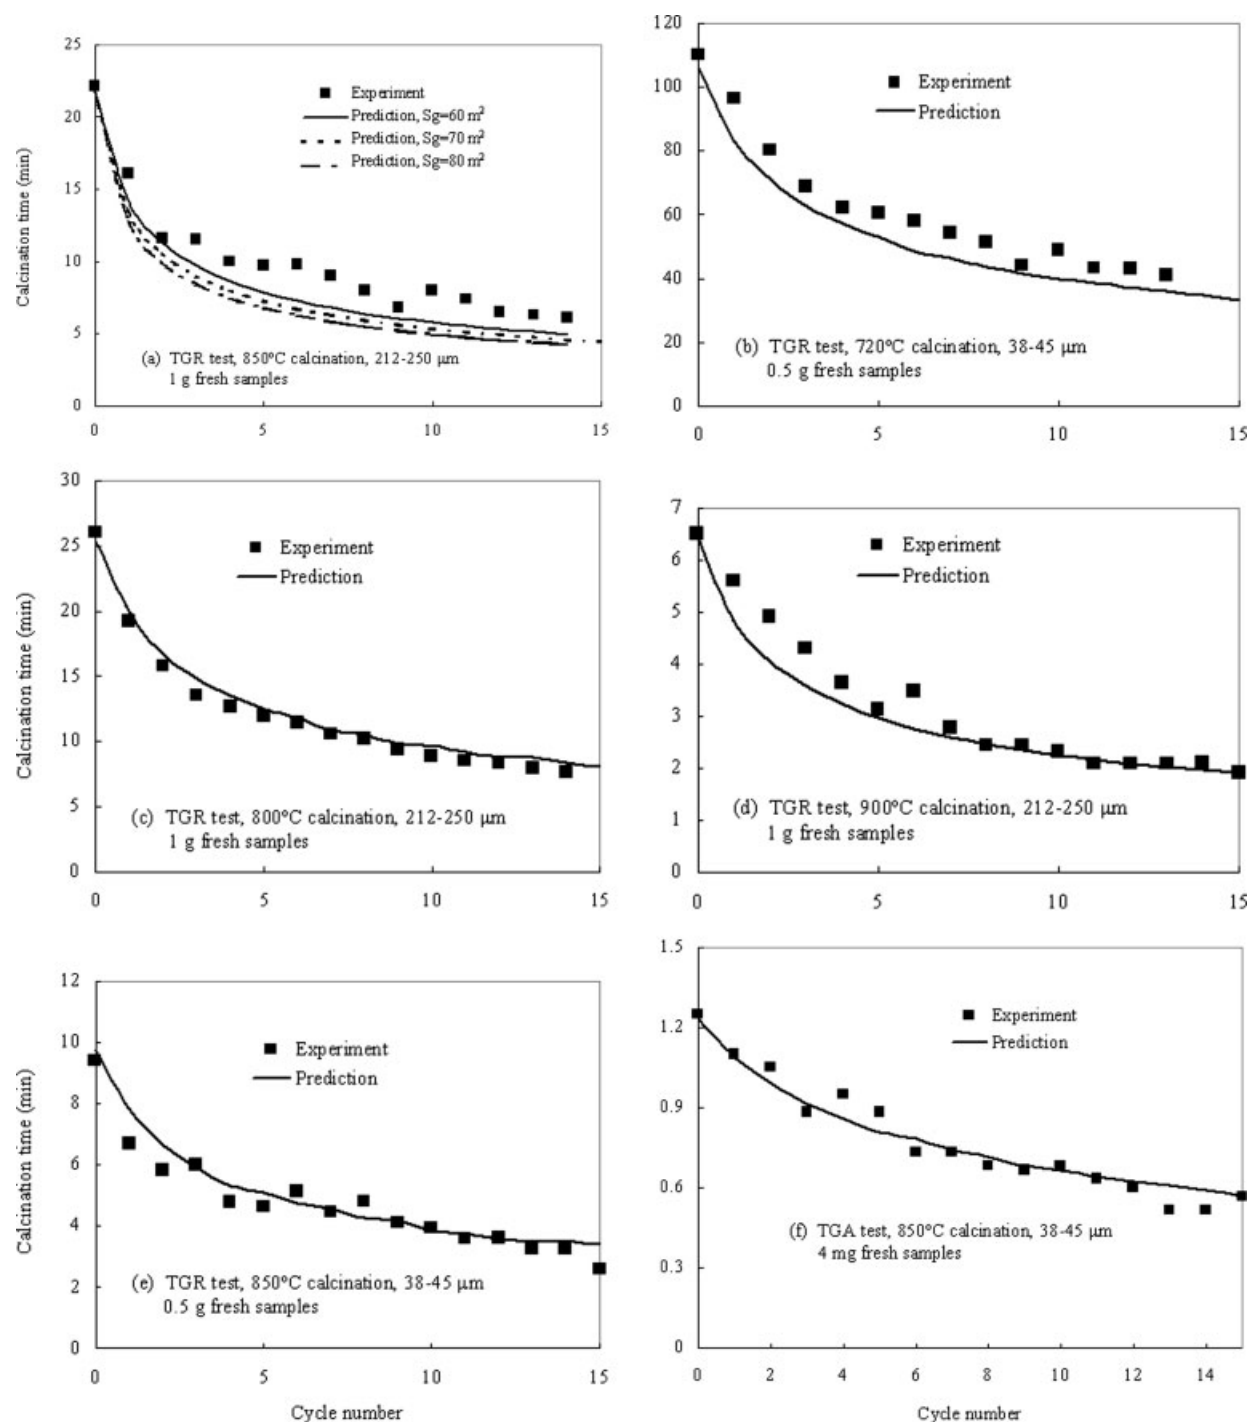 25
20
15
10
5
0
0 5 10 15
Calcination time (min)
Experiment
Prediction, Sg=60 m²
Prediction, Sg=70 m²
Prediction, Sg=80 m²
(a) TGR test, 850°C calcination, 212-250 μm
1 g fresh samples
120
100
80
60
40
20
0
0 5 10 15
Experiment
Prediction
(b) TGR test, 720°C calcination, 38-45 μm
0.5 g fresh samples
30
25
20
15
10
5
0
0 5 10 15
Calcination time (min)
Experiment
Prediction
(c) TGR test, 800°C calcination, 212-250 μm
1 g fresh samples
7
6
5
4
3
2
1
0
0 5 10 15
Experiment
Prediction
(d) TGR test, 900°C calcination, 212-250 μm
1 g fresh samples
12
10
8
6
4
2
0
0 5 10 15
Calcination time (min)
Cycle number
Experiment
Prediction
(e) TGR test, 850°C calcination, 38-45 μm
0.5 g fresh samples
1.5
1.2
0.9
0.6
0.3
0
0 2 4 6 8 10 12 14
Cycle number
Experiment
Prediction
(f) TGA test, 850°C calcination, 38-45 μm
4 mg fresh samples